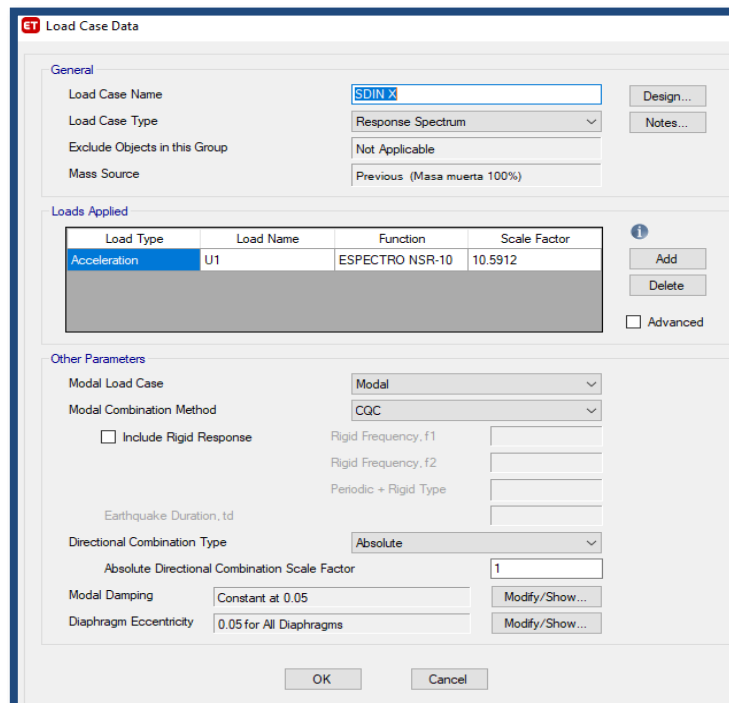 ET Load Case Data
General
Load Case Name SDIN X Design...
Load Case Type Response Spectrum Notes...
Exclude Objects in this Group Not Applicable
Mass Source Previous (Masa muerta 100%)
Loads Applied
Load Type Load Name Function Scale Factor
Acceleration U1 ESPECTRO NSR-10 10.5912 Add
Delete
Advanced
Other Parameters
Modal Load Case Modal
Modal Combination Method CQC
Include Rigid Response Rigid Frequency, f1
Rigid Frequency, f2
Periodic + Rigid Type
Earthquake Duration, td
Directional Combination Type Absolute
Absolute Directional Combination Scale Factor 1
Modal Damping Constant at 0.05 Modify/Show...
Diaphragm Eccentricity 0.05 for All Diaphragms Modify/Show...
OK Cancel